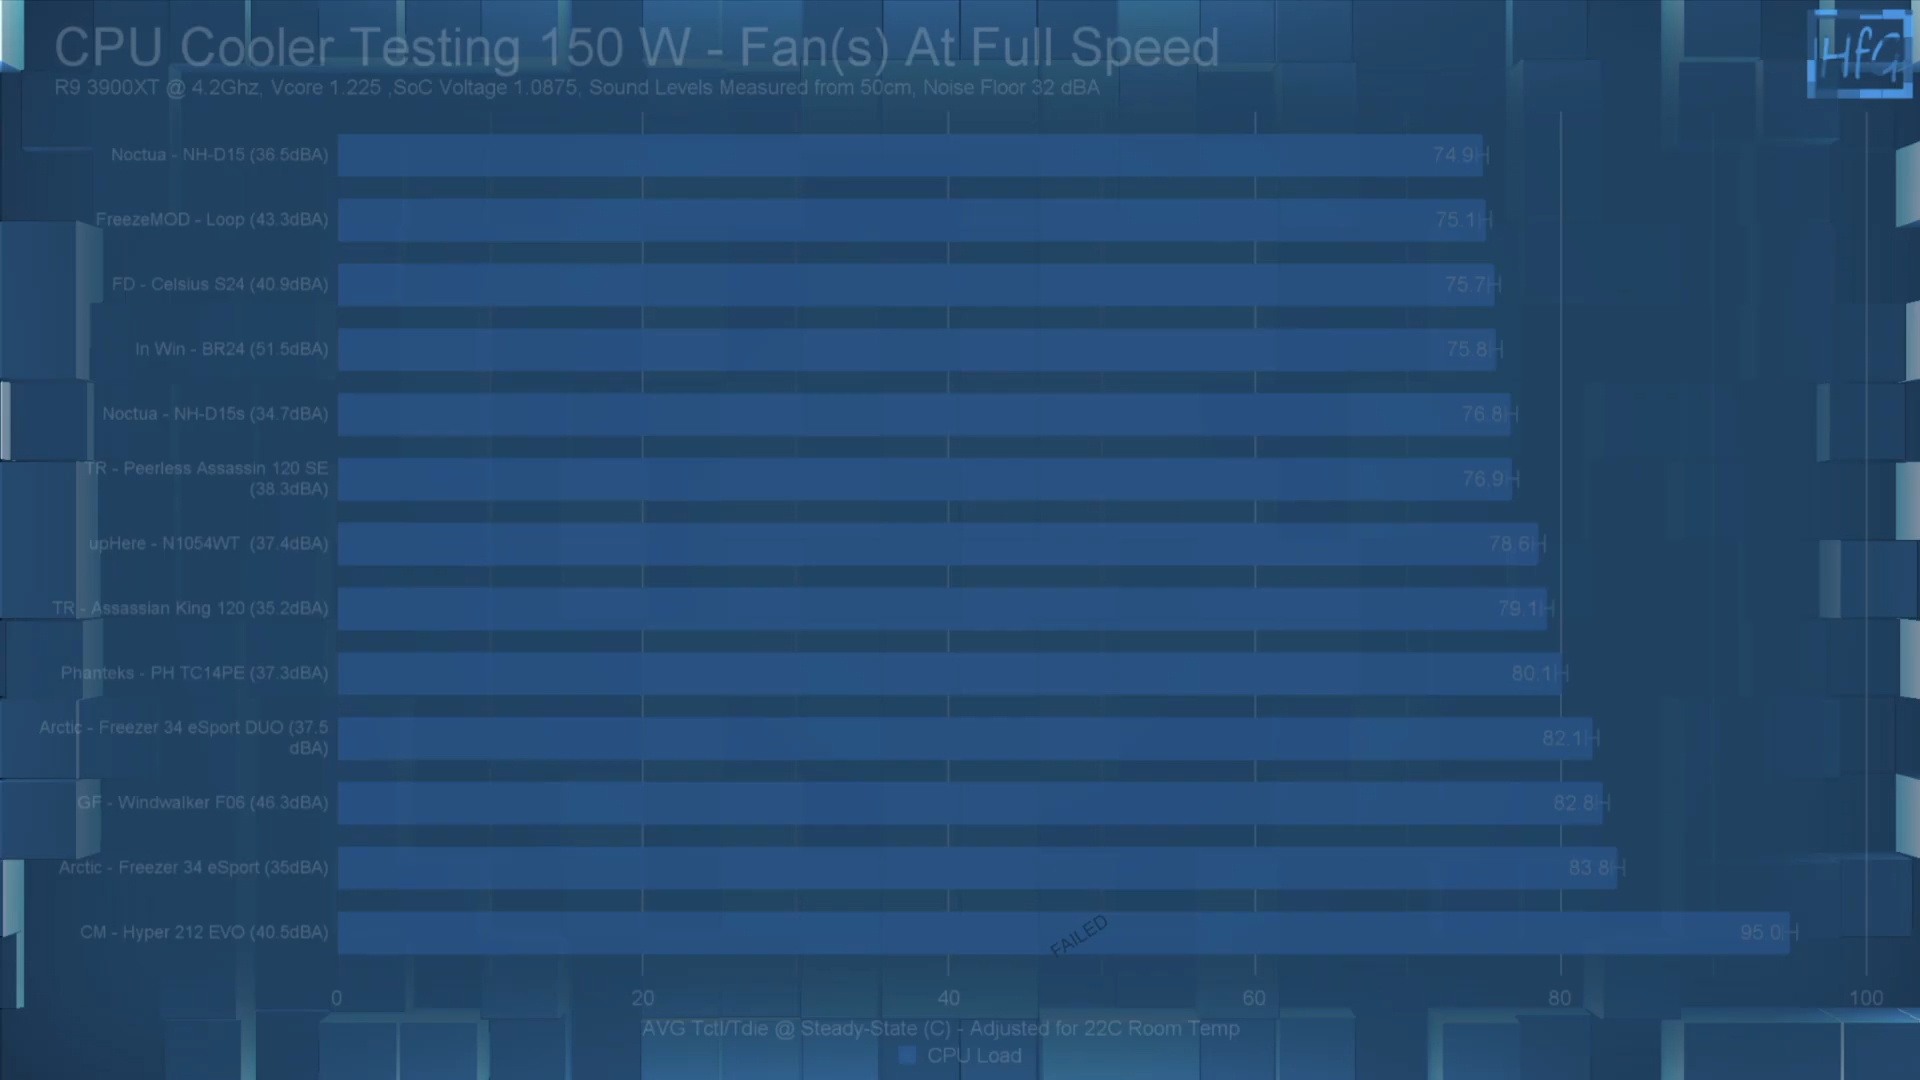 CPU Cooler Testing 150 W - Fan(s) At Full Speed
HfG
R9 3900XT @ 4.2Ghz, Vcore 1.225 ,SoC Voltage 1.0875, Sound Levels Measured from 50cm, Noise Floor 32 dBA
Noctua - NH-D15 (36.5dBA)
74.9
FreezeMOD - Loop (43.3dBA)
75.1
FD - Celsius S24 (40.9dBA)
75.7
In Win - BR24 (51.5dBA)
75.8
Noctua - NH-D15s (34.7dBA)
76.8
TR - Peerless Assassin 120 SE
(38.3dBA)
76.9
upHere - N1054WT (37.4dBA)
78.6
TR - Assassian King 120 (35.2dBA)
79.1
Phanteks - PH TC14PE (37.3dBA)
80.1
Arctic - Freezer 34 eSport DUO (37.5
dBA)
82.1
GF - Windwalker F06 (46.3dBA)
82.8
Arctic - Freezer 34 eSport (35dBA)
83.8
CM - Hyper 212 EVO (40.5dBA)
FAILED
95.0
0 20 40 60 80 100
AVG Tctl/Tdie @ Steady-State (C) - Adjusted for 22C Room Temp
CPU Load